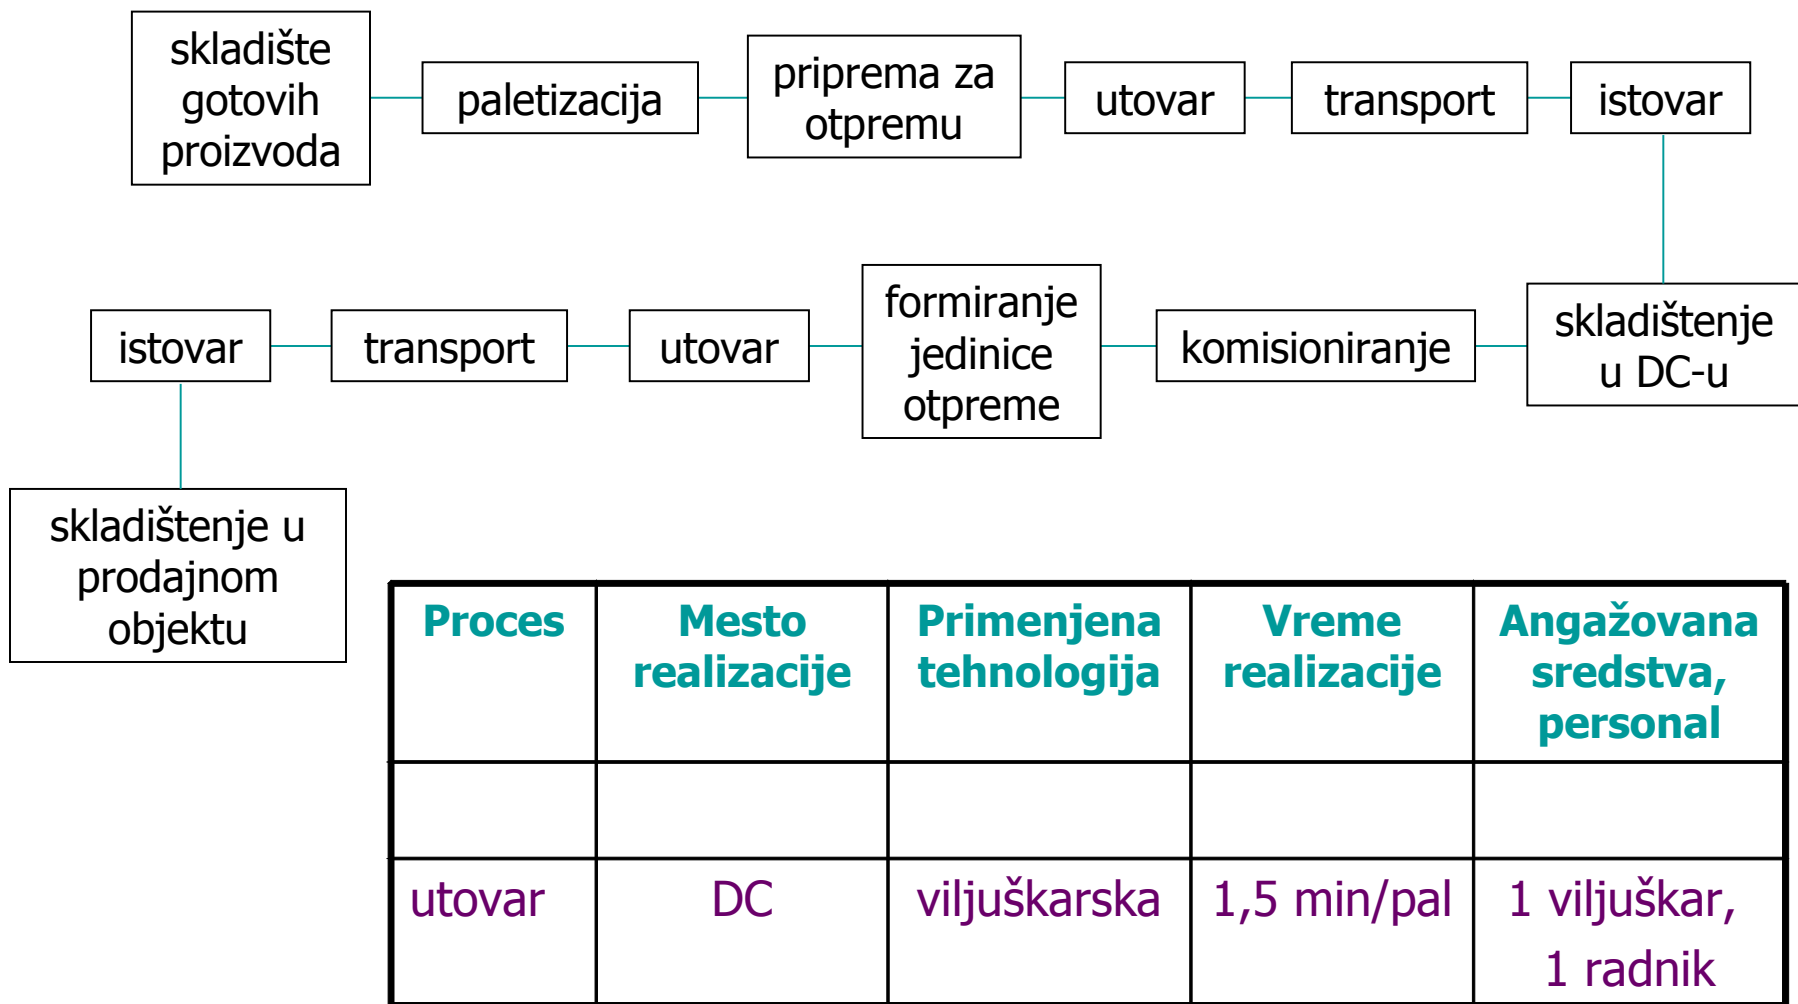 skladište
gotovih
proizvoda
paletizacija
priprema za
otpremu
utovar
transport
istovar
istovar
transport
utovar
formiranje
jedinice
otpreme
komisioniranje
skladištenje
u DC-u
skladištenje u
prodajnom
objektu
Proces
Mesto
realizacije
Primenjena
tehnologija
Vreme
realizacije
Angažovana
sredstva,
personal
utovar
DC
viljuškarska
1,5 min/pal
1 viljuškar,
1 radnik